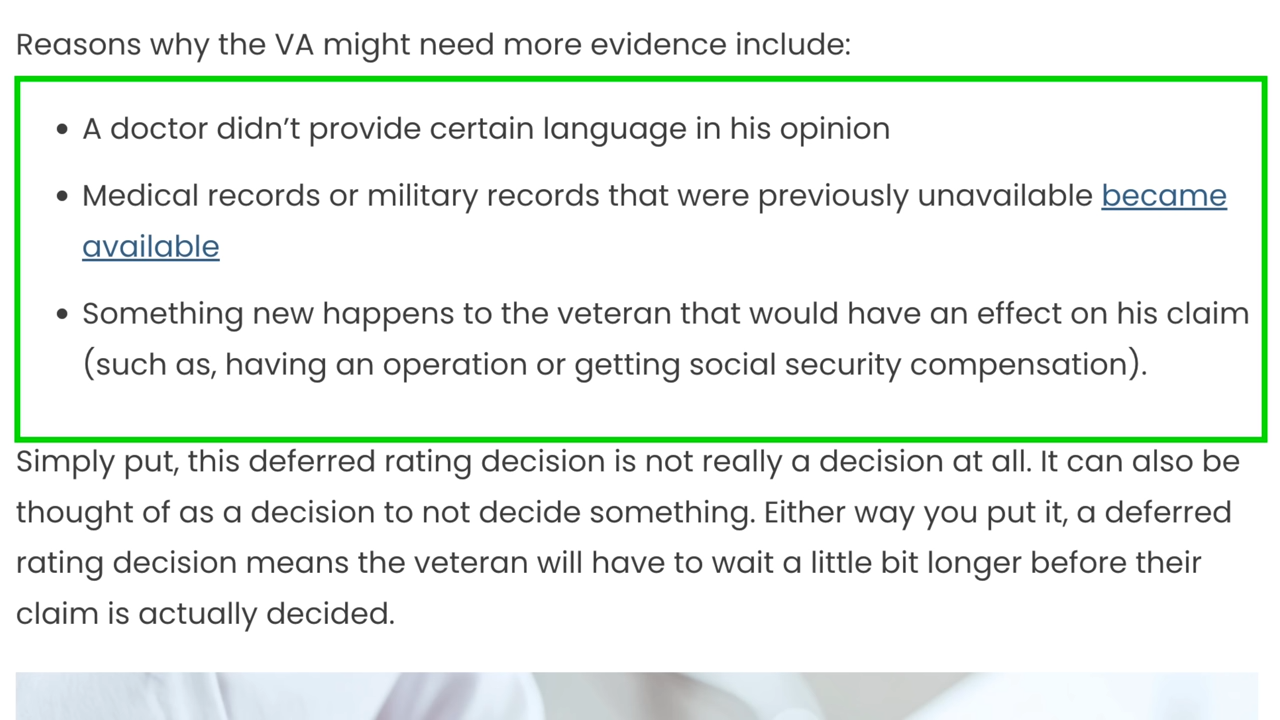 Reasons why the VA might need more evidence include:
• A doctor didn’t provide certain language in his opinion
• Medical records or military records that were previously unavailable became
available
• Something new happens to the veteran that would have an effect on his claim
(such as, having an operation or getting social security compensation).
Simply put, this deferred rating decision is not really a decision at all. It can also be
thought of as a decision to not decide something. Either way you put it, a deferred
rating decision means the veteran will have to wait a little bit longer before their
claim is actually decided.